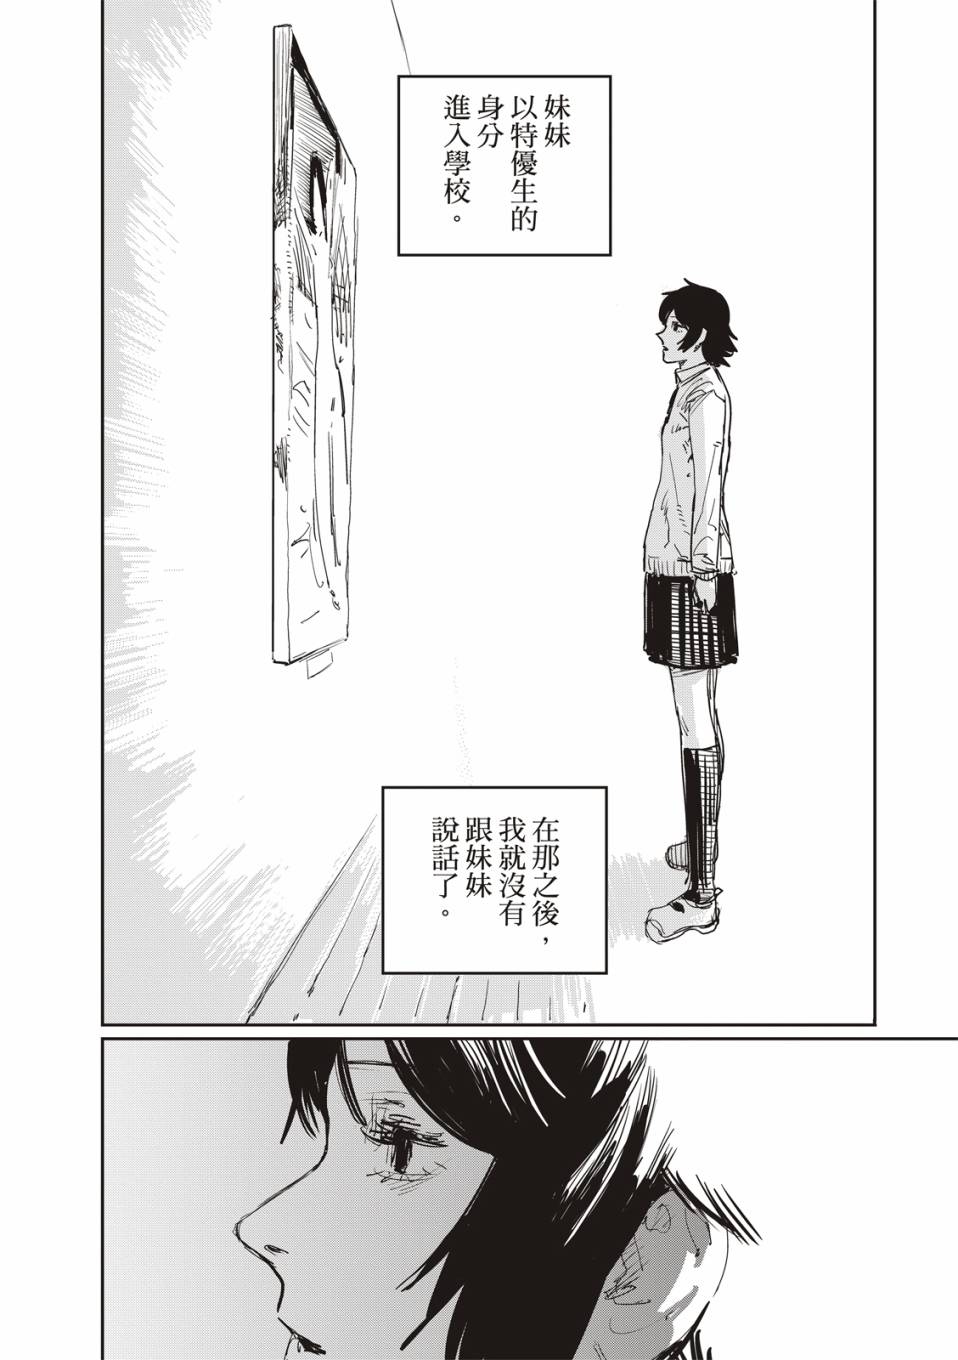 妹妹
以特優生的
身分
進入學校。
在那之後，
我就沒有
跟妹妹
說話了。